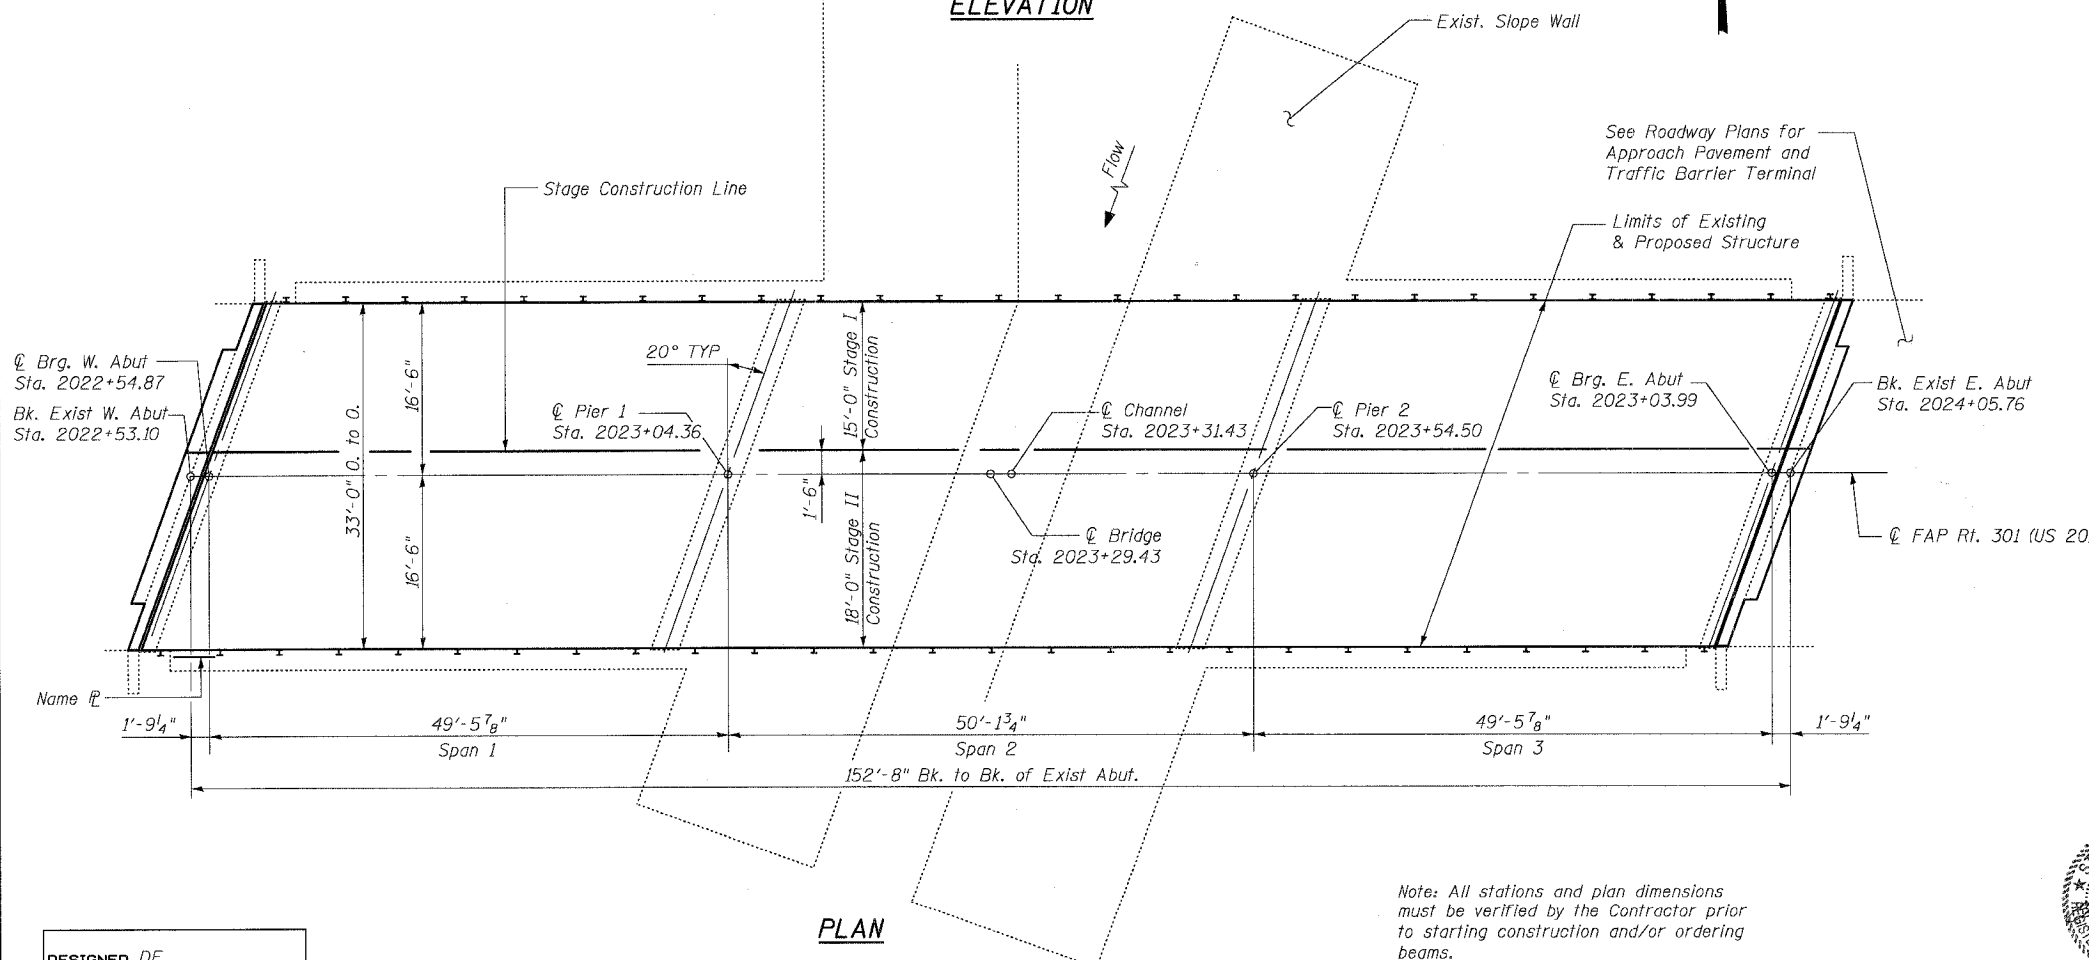 ELEVATION
Exist. Slope Wall
Flow
See Roadway Plans for
Approach Pavement and
Traffic Barrier Terminal
Stage Construction Line
Limits of Existing
& Proposed Structure
℄ Brg. W. Abut
Sta. 2022+54.87
Bk. Exist W. Abut
Sta. 2022+53.10
33'-0" O. to O.
16'-6"
16'-6"
20° TYP
℄ Pier 1
Sta. 2023+04.36
15'-0" Stage I
Construction
1'-6"
18'-0" Stage II
Construction
℄ Channel
Sta. 2023+31.43
℄ Bridge
Sta. 2023+29.43
℄ Pier 2
Sta. 2023+54.50
℄ Brg. E. Abut
Sta. 2023+03.99
Bk. Exist E. Abut
Sta. 2024+05.76
℄ FAP Rt. 301 (US 20
Name ⅊
1'-9¼"
49'-5⅞"
50'-1¾"
49'-5⅞"
1'-9¼"
Span 1
Span 2
Span 3
152'-8" Bk. to Bk. of Exist Abut.
PLAN
Note: All stations and plan dimensions
must be verified by the Contractor prior
to starting construction and/or ordering
beams.
DESIGNED DF